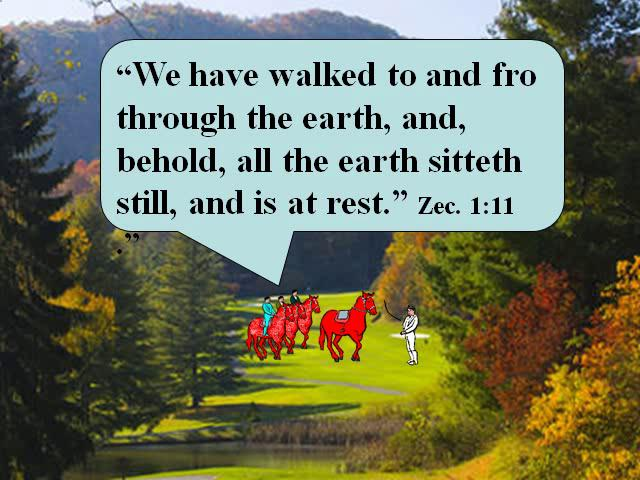 “We have walked to and fro
through the earth, and,
behold, all the earth sitteth
still, and is at rest.” Zec. 1:11
.”